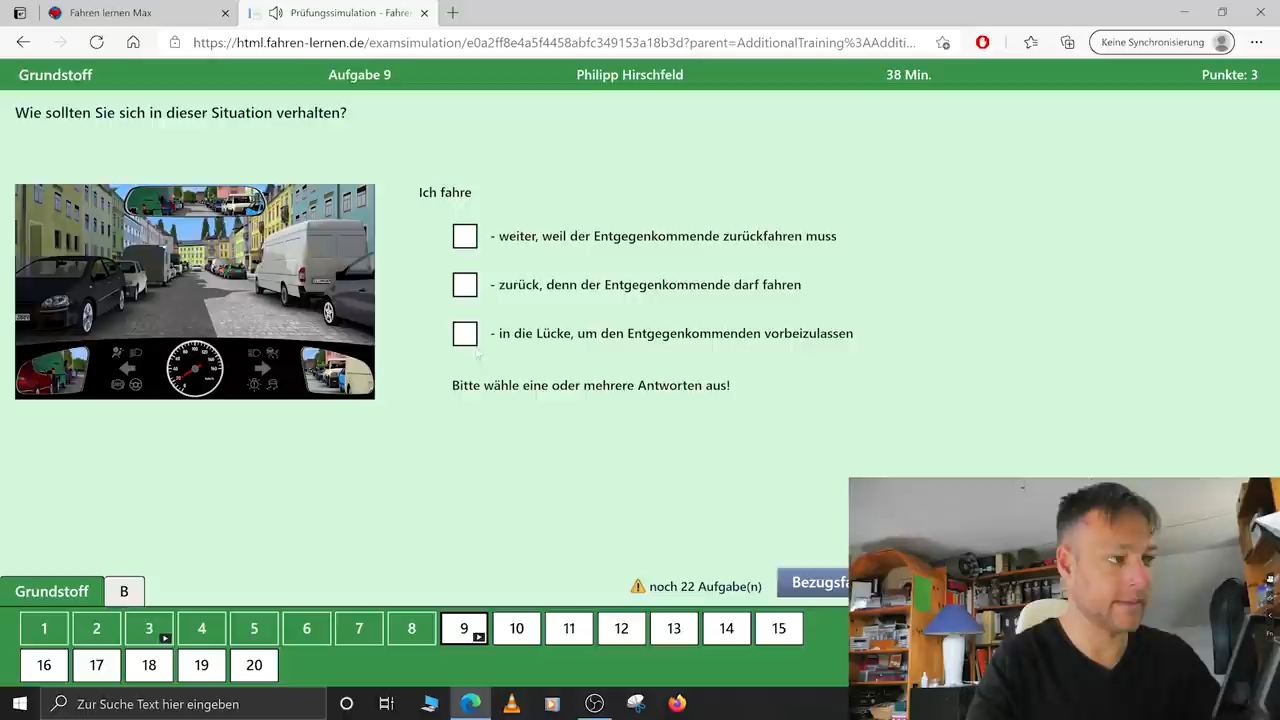 Fahren lernen Max
Prüfungssimulation - Fahre
https://html.fahren-lernen.de/examsimulation/e0a2ff8e4a5f4458abfc349153a18b3d?parent=AdditionalTraining%3AAdditi...
Keine Synchronisierung
Grundstoff
Aufgabe 9
Philipp Hirschfeld
38 Min.
Punkte: 3
Wie sollten Sie sich in dieser Situation verhalten?
Ich fahre
- weiter, weil der Entgegenkommende zurückfahren muss
- zurück, denn der Entgegenkommende darf fahren
- in die Lücke, um den Entgegenkommenden vorbeizulassen
Bitte wähle eine oder mehrere Antworten aus!
Grundstoff
B
noch 22 Aufgabe(n)
Bezugsfa
1 2 3 4 5 6 7 8 9 10 11 12 13 14 15
16 17 18 19 20
Zur Suche Text hier eingeben